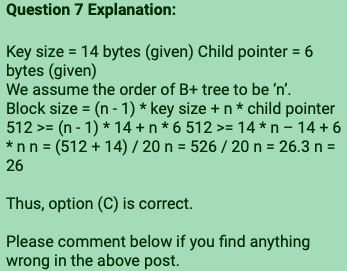 Question 7 Explanation:
Key size = 14 bytes (given) Child pointer = 6
bytes (given)
We assume the order of B+ tree to be ‘n’.
Block size = (n - 1) * key size + n * child pointer
512 >= (n - 1) * 14 + n * 6 512 >= 14 * n – 14 + 6
* n n = (512 + 14) / 20 n = 526 / 20 n = 26.3 n =
26
Thus, option (C) is correct.
Please comment below if you find anything
wrong in the above post.